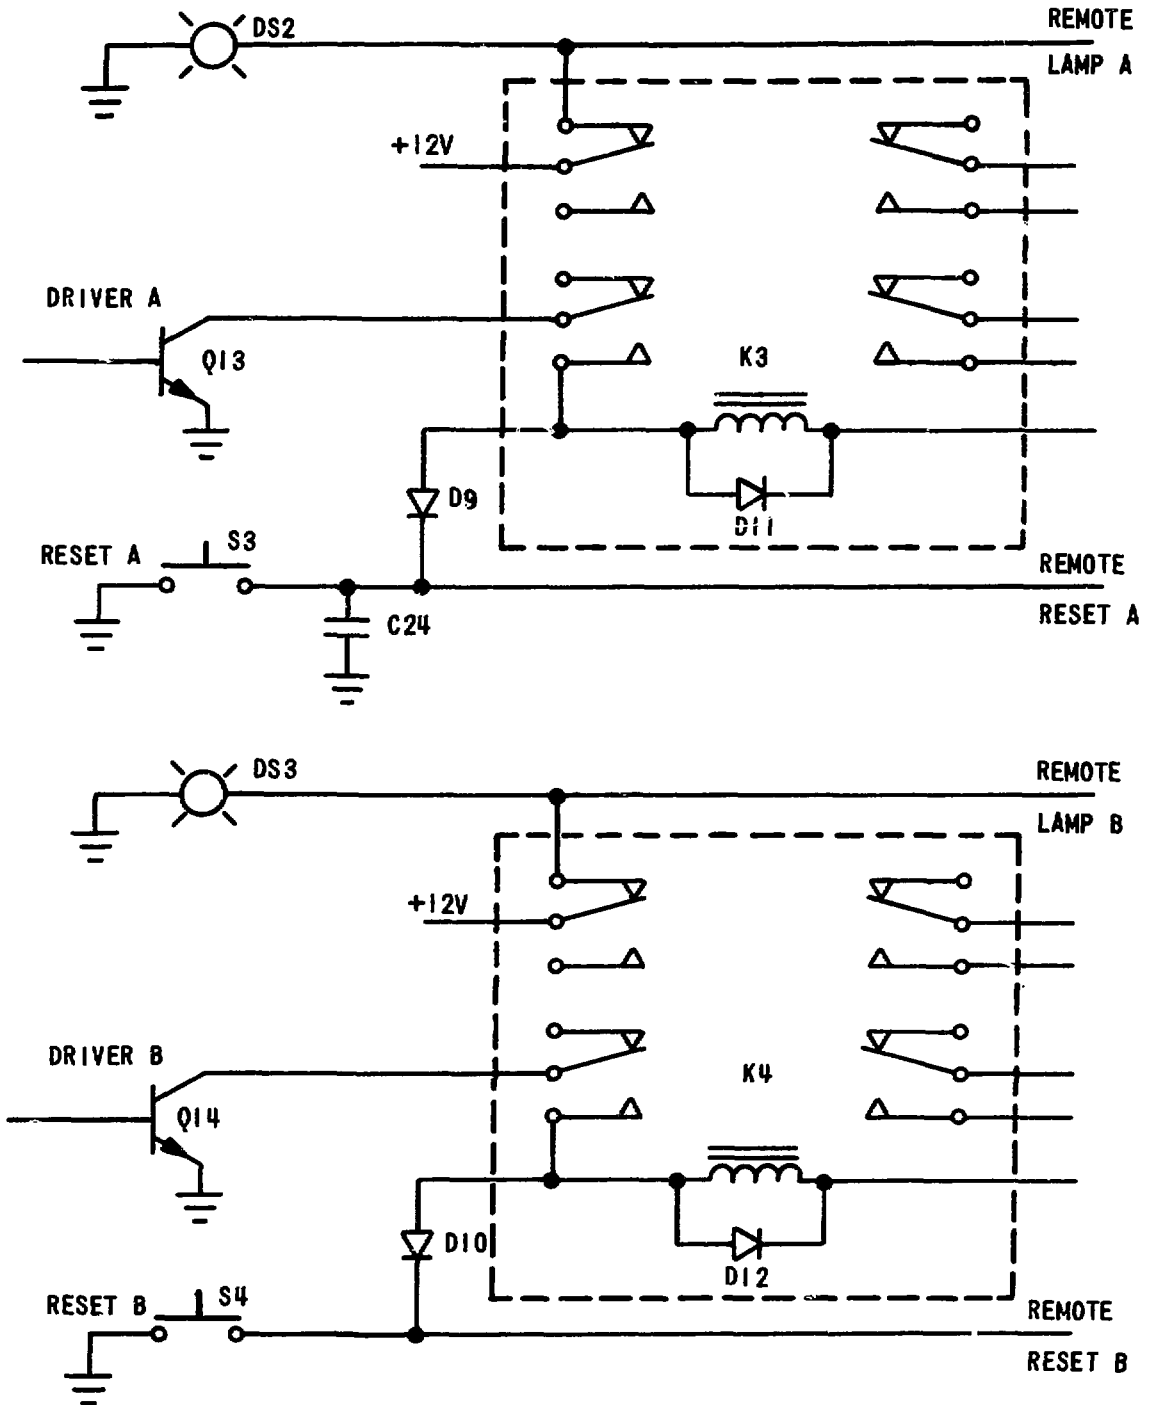 DS2
REMOTE
LAMP A
+12V
DRIVER A
Q13
K3
D9
D11
RESET A
S3
C24
REMOTE
RESET A
DS3
REMOTE
LAMP B
+12V
DRIVER B
Q14
K4
D10
D12
RESET B
S4
REMOTE
RESET B